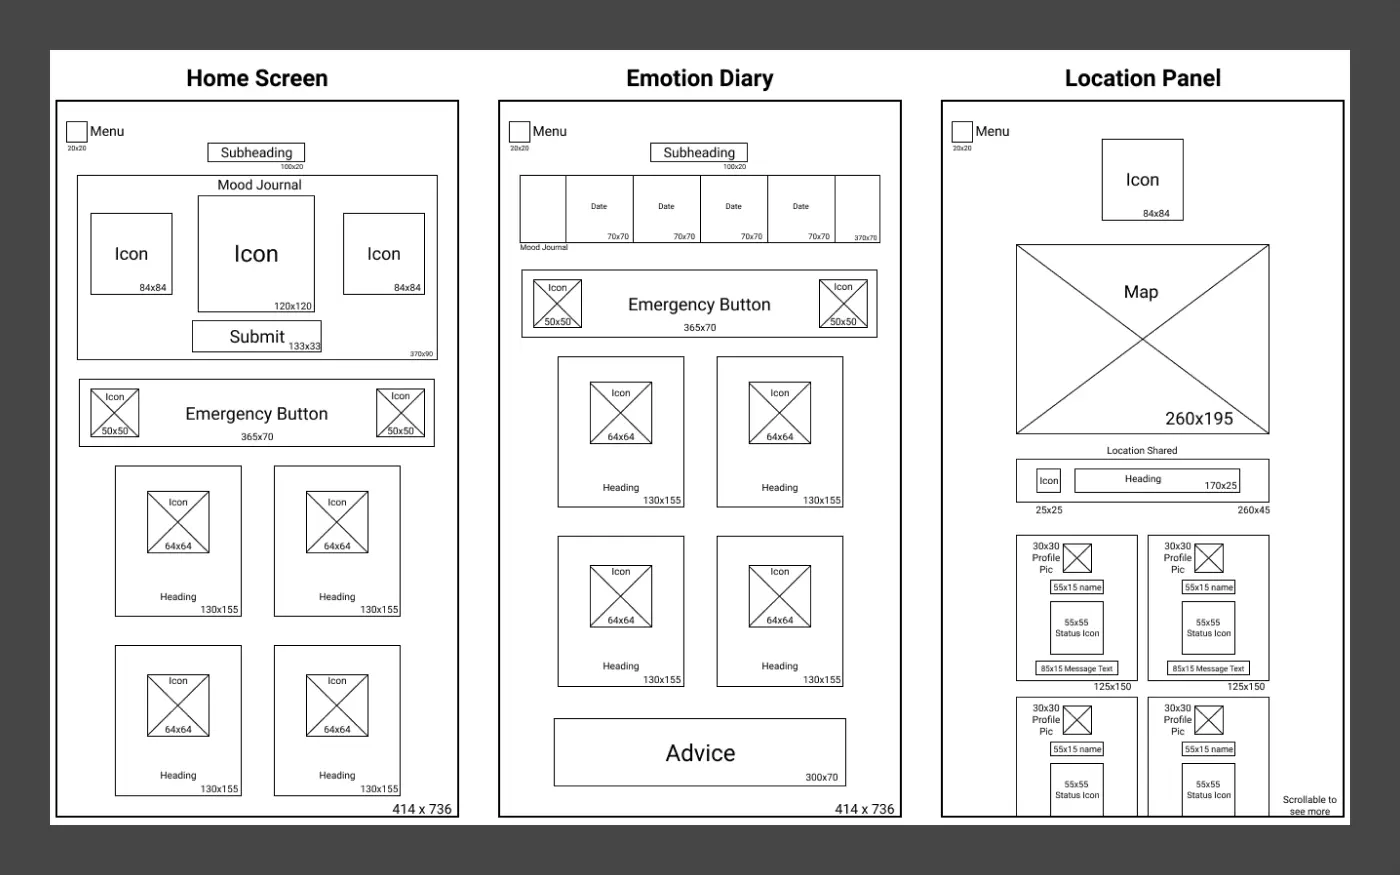 Home Screen
Menu
20x20
Subheading
100x20
Mood Journal
Icon
84x84
Icon
120x120
Icon
84x84
Submit
133x33
370x90
Icon
50x50
Emergency Button
365x70
Icon
50x50
Icon
64x64
Heading
130x155
Icon
64x64
Heading
130x155
Icon
64x64
Heading
130x155
Icon
64x64
Heading
130x155
414 x 736
Emotion Diary
Menu
20x20
Subheading
100x20
Date
70x70
Date
70x70
Date
70x70
Date
70x70
370x70
Mood Journal
Icon
50x50
Emergency Button
365x70
Icon
50x50
Icon
64x64
Heading
130x155
Icon
64x64
Heading
130x155
Icon
64x64
Heading
130x155
Icon
64x64
Heading
130x155
Advice
300x70
414 x 736
Location Panel
Menu
20x20
Icon
84x84
Map
260x195
Location Shared
Icon
Heading
170x25
25x25
260x45
30x30
Profile
Pic
55x15 name
55x55
Status Icon
85x15 Message Text
125x150
30x30
Profile
Pic
55x15 name
55x55
Status Icon
85x15 Message Text
125x150
30x30
Profile
Pic
55x15 name
55x55
Status Icon
30x30
Profile
Pic
55x15 name
55x55
Status Icon
Scrollable to
see more